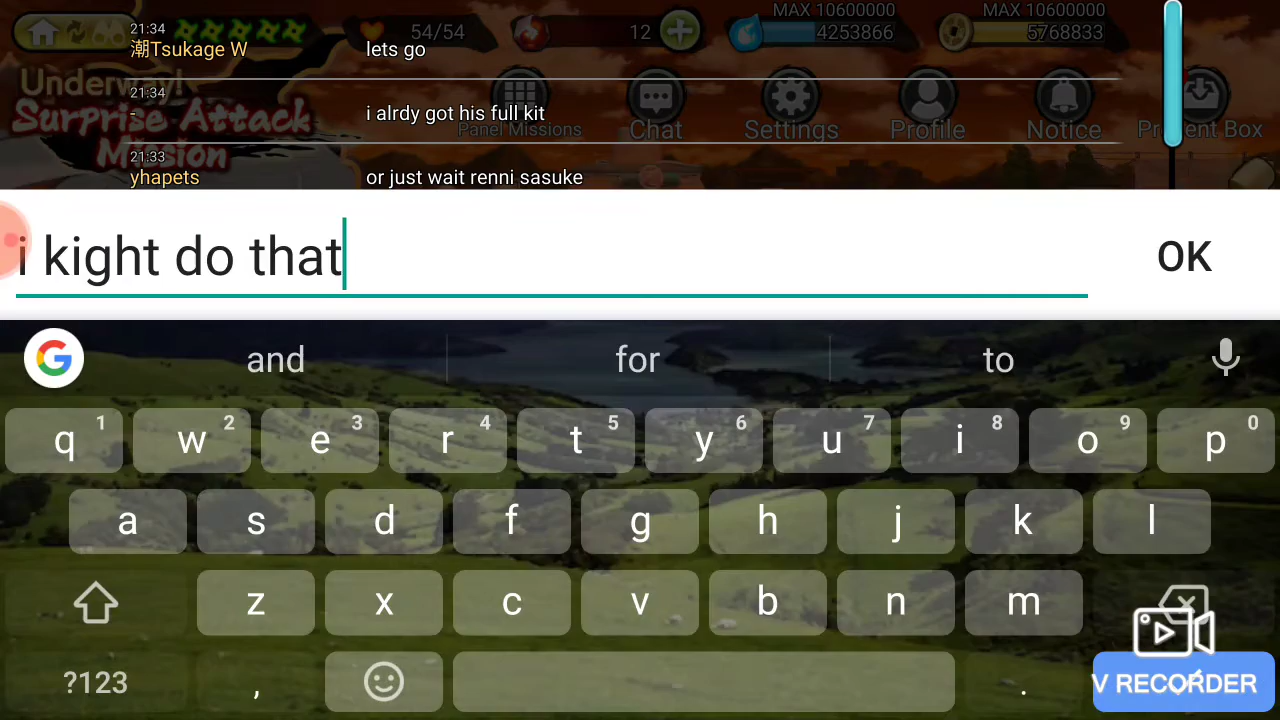 MAX 10600000 MAX 10600000
21:34 54/54 12 4253866 5768833
潮Tsukage W lets go
Underway!
21:34
- i alrdy got his full kit
Surprise Attack
Panel Missions Chat Settings Profile Notice Present Box
Mission
21:33
yhapets or just wait renni sasuke
i kight do that OK
and for to
q 1 w 2 e 3 r 4 t 5 y 6 u 7 i 8 o 9 p 0
a s d f g h j k l
z x c v b n m
?123 , .
V RECORDER